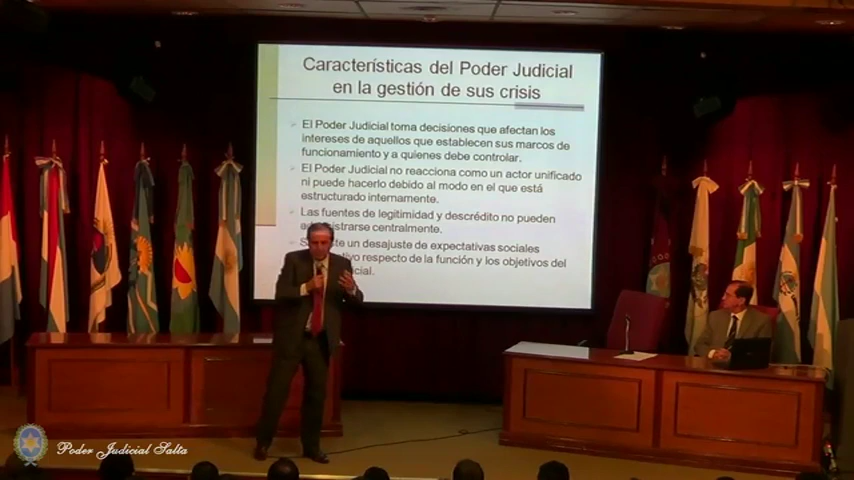 Características del Poder Judicial
en la gestión de sus crisis
El Poder Judicial toma decisiones que afectan los
intereses de aquellos que establecen sus marcos de
funcionamiento y a quienes debe controlar.
El Poder Judicial no reacciona como un actor unificado
ni puede hacerlo debido al modo en el que está
estructurado internamente.
Las fuentes de legitimidad y descrédito no pueden
centralmente.
un desajuste de expectativas sociales
respecto de la función y los objetivos del
Poder Judicial Salta